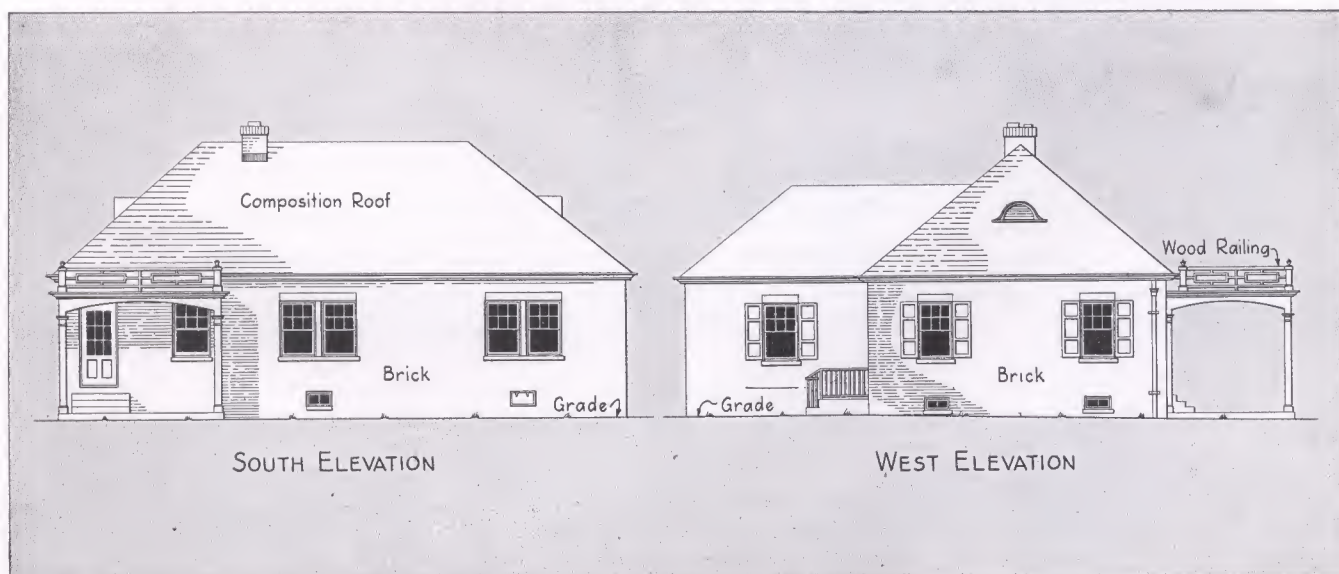 Composition Roof
Brick
Grade
SOUTH ELEVATION
Wood Railing
Brick
Grade
WEST ELEVATION